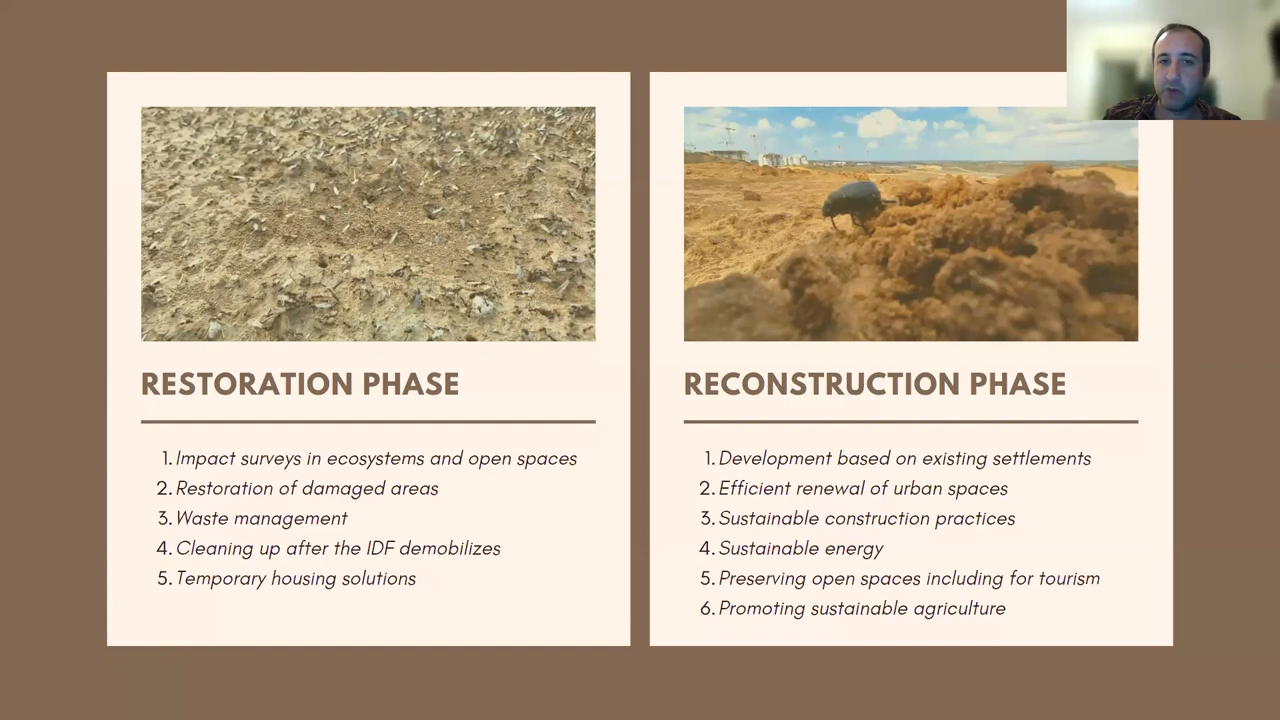 RESTORATION PHASE
1. Impact surveys in ecosystems and open spaces
2. Restoration of damaged areas
3. Waste management
4. Cleaning up after the IDF demobilizes
5. Temporary housing solutions
RECONSTRUCTION PHASE
1. Development based on existing settlements
2. Efficient renewal of urban spaces
3. Sustainable construction practices
4. Sustainable energy
5. Preserving open spaces including for tourism
6. Promoting sustainable agriculture